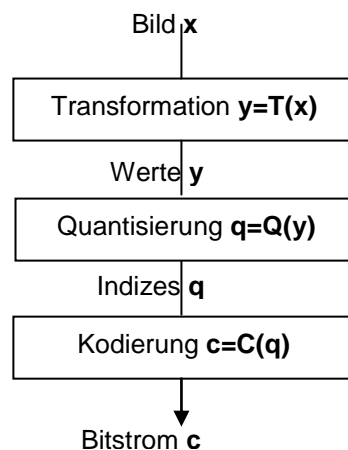 Bild x
Transformation y=T(x)
Werte y
Quantisierung q=Q(y)
Indizes q
Kodierung c=C(q)
Bitstrom c